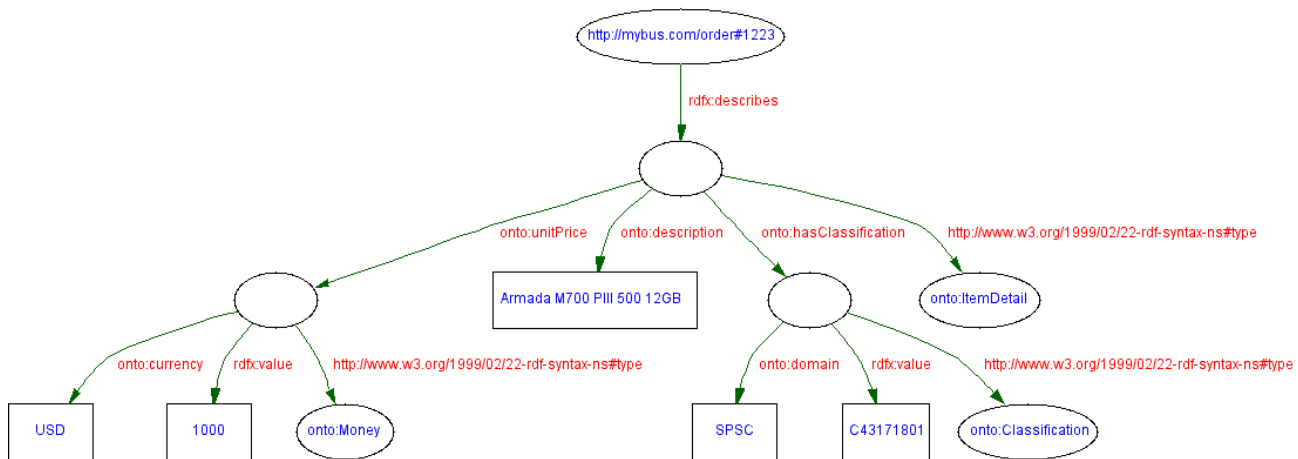 http://mybus.com/order#1223
rdfx:describes
onto:unitPrice
onto:description
onto:hasClassification
http://www.w3.org/1999/02/22-rdf-syntax-ns#type
Armada M700 PIII 500 12GB
onto:ItemDetail
onto:currency
rdfx:value
http://www.w3.org/1999/02/22-rdf-syntax-ns#type
onto:domain
rdfx:value
http://www.w3.org/1999/02/22-rdf-syntax-ns#type
USD
1000
onto:Money
SPSC
C43171801
onto:Classification